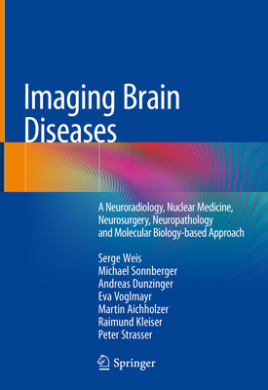 Imaging Brain
Diseases
A Neuroradiology, Nuclear Medicine,
Neurosurgery, Neuropathology
and Molecular Biology-based Approach
Serge Weis
Michael Sonnberger
Andreas Dunzinger
Eva Voglmayr
Martin Aichholzer
Raimund Kleiser
Peter Strasser
Springer